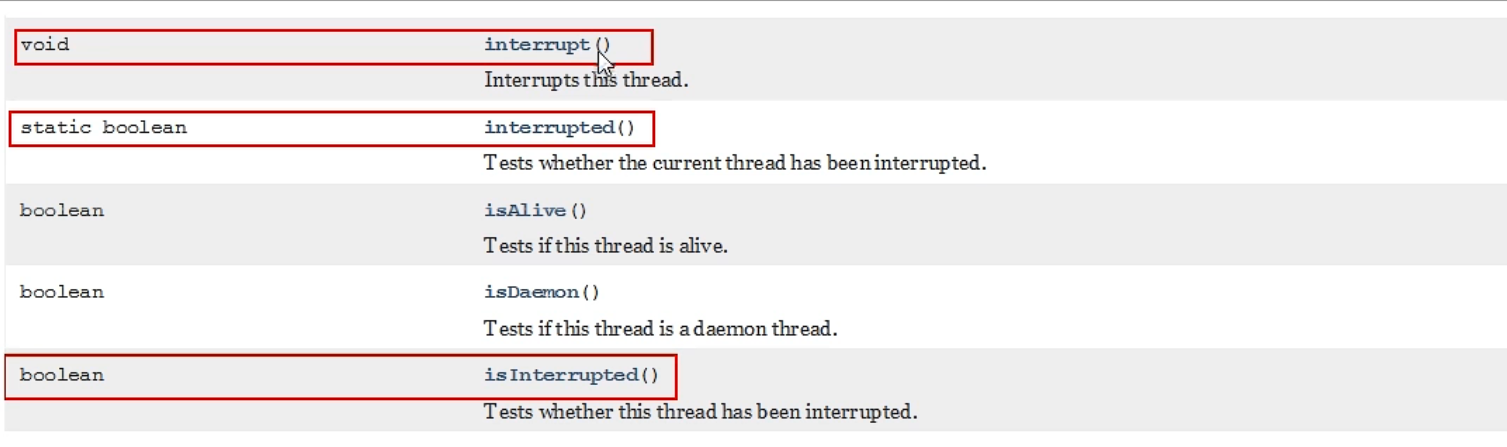 void interrupt()
Interrupts this thread.
static boolean interrupted()
Tests whether the current thread has been interrupted.
boolean isAlive()
Tests if this thread is alive.
boolean isDaemon()
Tests if this thread is a daemon thread.
boolean isInterrupted()
Tests whether this thread has been interrupted.